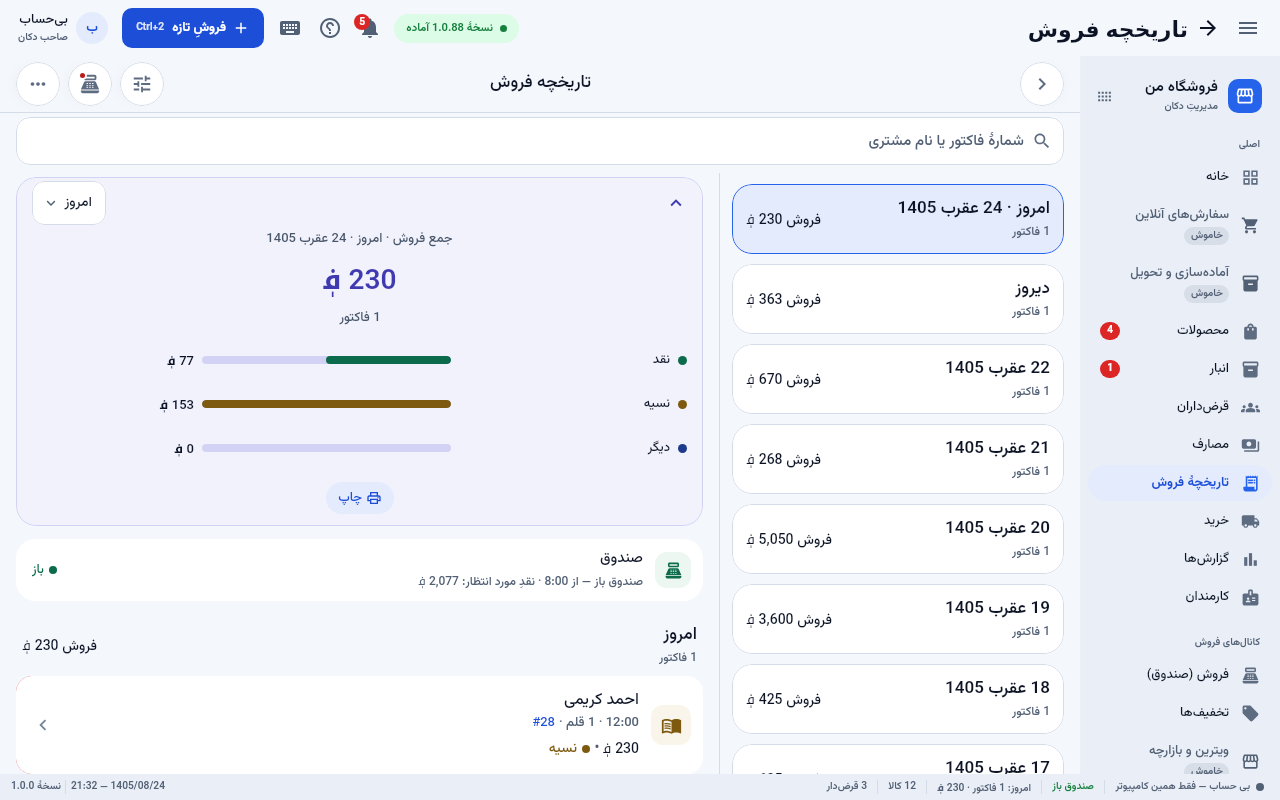 تاریخچه فروش
نسخهٔ 1.0.88 آماده
5
فروش تازه Ctrl+2
ب
بی‌حساب
صاحب دکان
فروشگاه من
مدیریت دکان
اصلی
خانه
سفارش‌های آنلاین
خاموش
آماده‌سازی و تحویل
خاموش
محصولات 4
انبار 1
قرض‌داران
مصارف
تاریخچهٔ فروش
خرید
گزارش‌ها
کارمندان
کانال‌های فروش
فروش (صندوق)
تخفیف‌ها
ویترین و بازارچه
خاموش
تاریخچه فروش
شمارهٔ فاکتور یا نام مشتری
امروز · 24 عقرب 1405
1 فاکتور
فروش 230 ؋
دیروز
1 فاکتور
فروش 363 ؋
22 عقرب 1405
1 فاکتور
فروش 670 ؋
21 عقرب 1405
1 فاکتور
فروش 268 ؋
20 عقرب 1405
1 فاکتور
فروش 5,050 ؋
19 عقرب 1405
1 فاکتور
فروش 3,600 ؋
18 عقرب 1405
1 فاکتور
فروش 425 ؋
17 عقرب 1405
امروز
جمع فروش · امروز · 24 عقرب 1405
230 ؋
1 فاکتور
نقد 77 ؋
نسیه 153 ؋
دیگر 0 ؋
چاپ
صندوق
صندوق باز — از 8:00 · نقدِ مورد انتظار: 2,077 ؋
باز
امروز
1 فاکتور
فروش 230 ؋
احمد کریمی
12:00 · 1 قلم · #28
230 ؋ • نسیه
بی حساب — فقط همین کامپیوتر
صندوق باز
امروز: 1 فاکتور · 230 ؋
12 کالا
3 قرض‌دار
1405/08/24 — 21:32
نسخهٔ 1.0.0